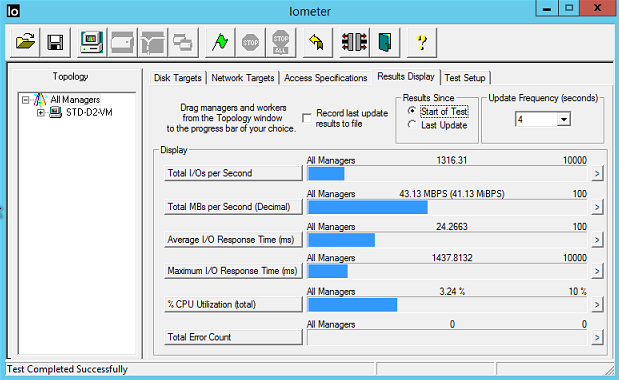 Io
Iometer
STOP
STOP
ALL
?
Topology
All Managers
STD-D2-VM
Disk Targets
Network Targets
Access Specifications
Results Display
Test Setup
Drag managers and workers
from the Topology window
to the progress bar of your choice.
Record last update
results to file
Results Since
Start of Test
Last Update
Update Frequency (seconds)
4
Display
All Managers 1316.31 10000
Total I/Os per Second >
All Managers 43.13 MBPS (41.13 MiBPS) 100
Total MBs per Second (Decimal) >
All Managers 24.2663 100
Average I/O Response Time (ms) >
All Managers 1437.8132 10000
Maximum I/O Response Time (ms) >
All Managers 3.24 % 10 %
% CPU Utilization (total) >
All Managers 0 0
Total Error Count >
Test Completed Successfully